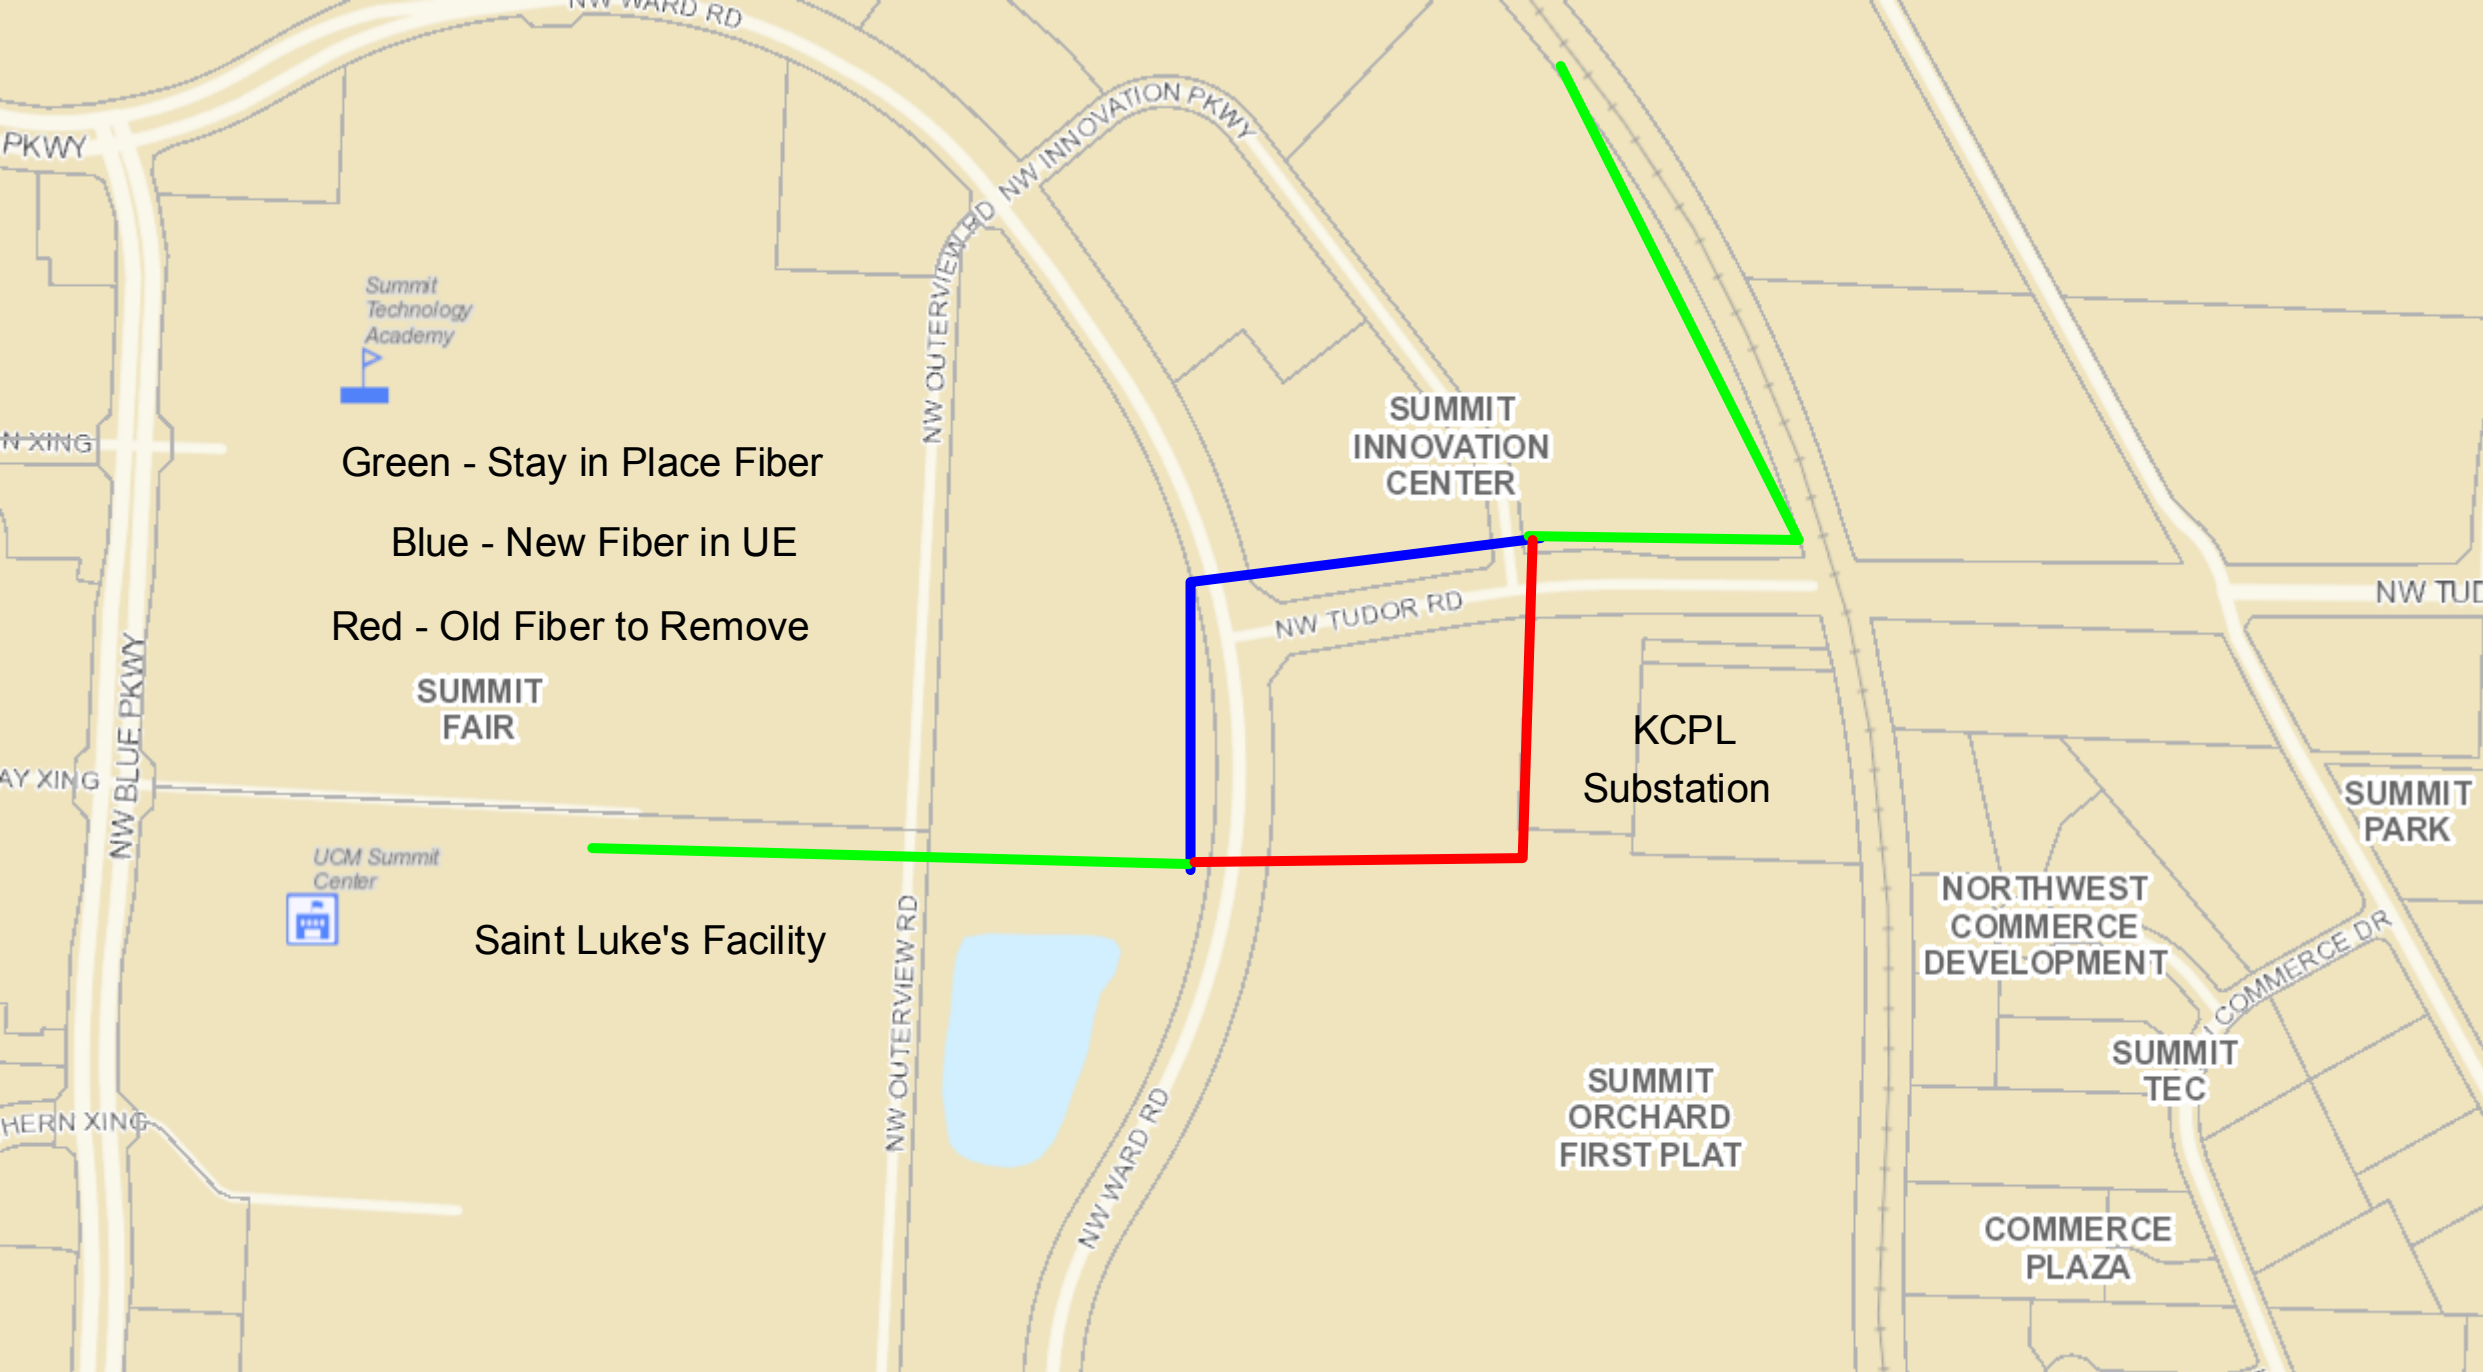 NW WARD RD
PKWY
NW INNOVATION PKWY
NW OUTERVIEW RD
Summit
Technology
Academy
SUMMIT
INNOVATION
CENTER
N XING
Green - Stay in Place Fiber
Blue - New Fiber in UE
Red - Old Fiber to Remove
NW TUDOR RD
NW TUD
SUMMIT
FAIR
NW BLUE PKWY
AY XING
KCPL
Substation
SUMMIT
PARK
UCM Summit
Center
Saint Luke's Facility
NW OUTERVIEW RD
NORTHWEST
COMMERCE
DEVELOPMENT
COMMERCE DR
SUMMIT
TEC
SUMMIT
ORCHARD
FIRST PLAT
HERN XING
NW WARD RD
COMMERCE
PLAZA